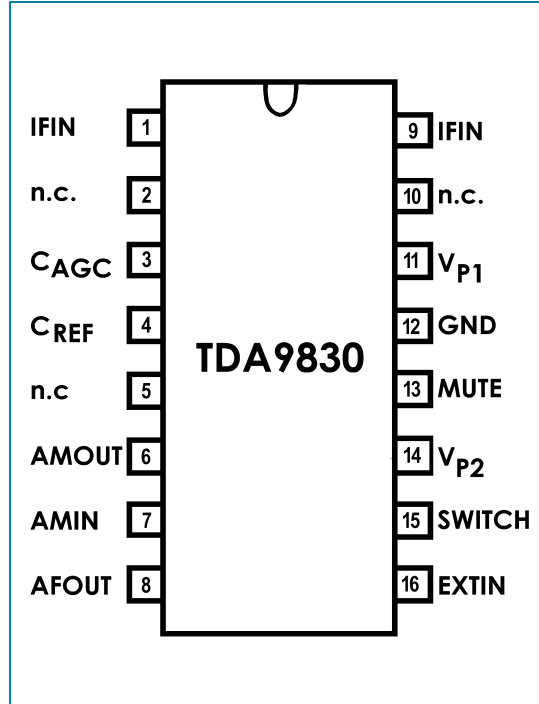 IFIN 1 9 IFIN
n.c. 2 10 n.c.
CAGC 3 11 VP1
CREF 4 12 GND
TDA9830
n.c 5 13 MUTE
AMOUT 6 14 VP2
AMIN 7 15 SWITCH
AFOUT 8 16 EXTIN